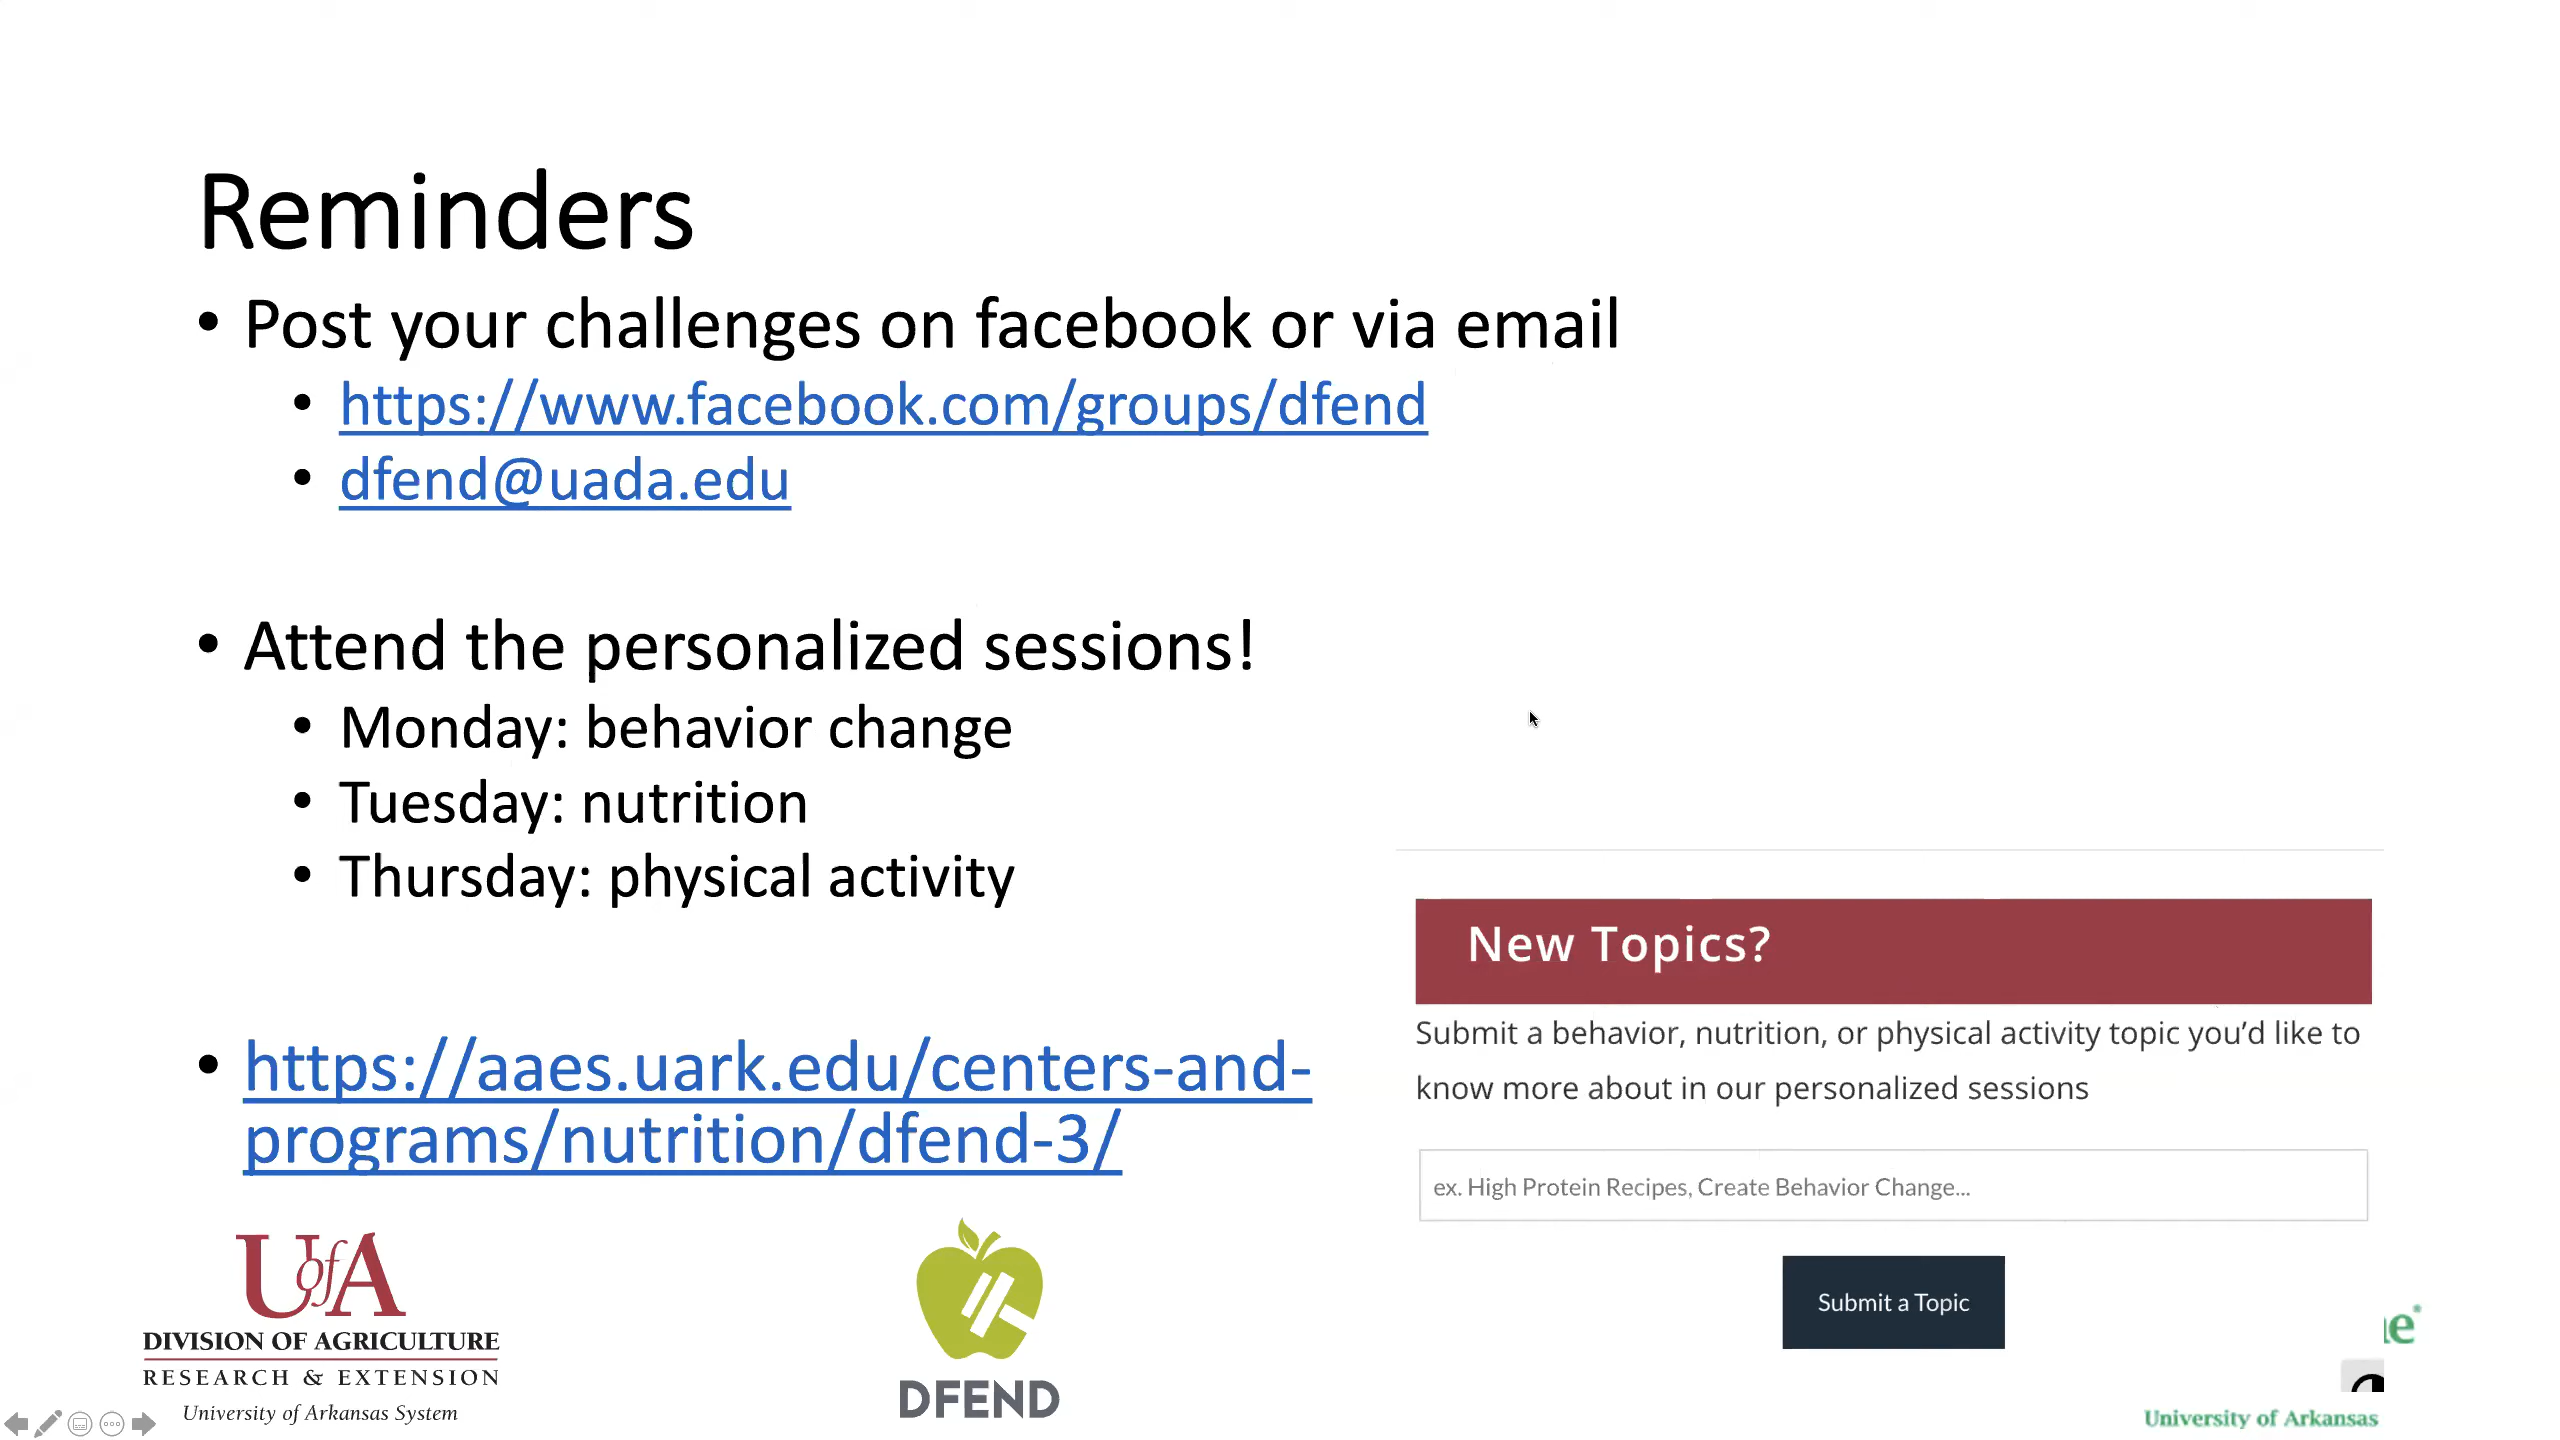 Reminders
• Post your challenges on facebook or via email
• https://www.facebook.com/groups/dfend
• dfend@uada.edu
• Attend the personalized sessions!
• Monday: behavior change
• Tuesday: nutrition
• Thursday: physical activity
• https://aaes.uark.edu/centers-and-
programs/nutrition/dfend-3/
New Topics?
Submit a behavior, nutrition, or physical activity topic you'd like to
know more about in our personalized sessions
ex. High Protein Recipes, Create Behavior Change...
Submit a Topic
UofA
DIVISION OF AGRICULTURE
RESEARCH & EXTENSION
University of Arkansas System
DFEND
University of Arkansas